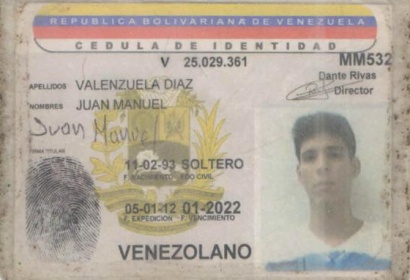 REPUBLICA BOLIVARIANA DE VENEZUELA
CEDULA DE IDENTIDAD
V 25.029.361 MM532
APELLIDOS VALENZUELA DIAZ
Dante Rivas
Director
NOMBRES JUAN MANUEL
Juan Manuel
FIRMA TITULAR
11-02-93 SOLTERO
F. NACIMIENTO EDO CIVIL
05-01-12 01-2022
F. EXPEDICION F. VENCIMIENTO
VENEZOLANO